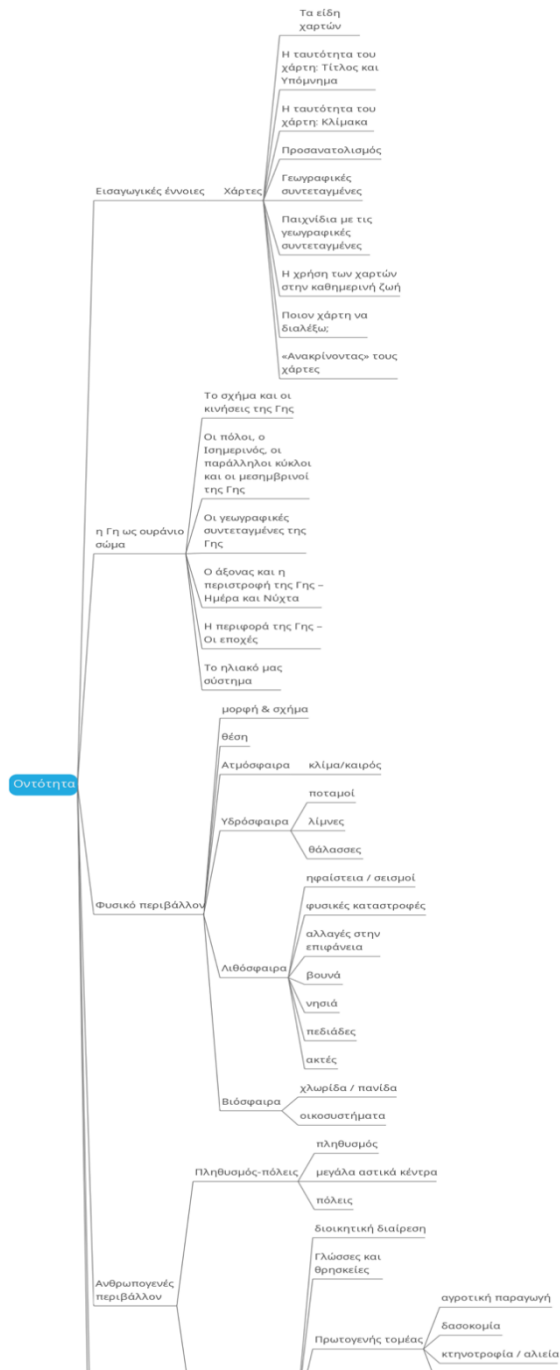 Τα είδη
χαρτών
Η ταυτότητα του
χάρτη: Τίτλος και
Υπόμνημα
Η ταυτότητα του
χάρτη: Κλίμακα
Προσανατολισμός
Γεωγραφικές
συντεταγμένες
Εισαγωγικές έννοιες
Χάρτες
Παιχνίδια με τις
γεωγραφικές
συντεταγμένες
Η χρήση των χαρτών
στην καθημερινή ζωή
Ποιον χάρτη να
διαλέξω;
«Ανακρίνοντας» τους
χάρτες
Το σχήμα και οι
κινήσεις της Γης
Οι πόλοι, ο
Ισημερινός, οι
παράλληλοι κύκλοι
και οι μεσημβρινοί
της Γης
η Γη ως ουράνιο
σώμα
Οι γεωγραφικές
συντεταγμένες της
Γης
Ο άξονας και η
περιστροφή της Γης –
Ημέρα και Νύχτα
Η περιφορά της Γης –
Οι εποχές
Το ηλιακό μας
σύστημα
Οντότητα
μορφή & σχήμα
θέση
Ατμόσφαιρα
κλίμα/καιρός
Υδρόσφαιρα
ποταμοί
λίμνες
θάλασσες
Φυσικό περιβάλλον
Λιθόσφαιρα
ηφαίστεια / σεισμοί
φυσικές καταστροφές
αλλαγές στην
επιφάνεια
βουνά
νησιά
πεδιάδες
ακτές
Βιόσφαιρα
χλωρίδα / πανίδα
οικοσυστήματα
Πληθυσμός-πόλεις
πληθυσμός
μεγάλα αστικά κέντρα
πόλεις
Ανθρωπογενές
περιβάλλον
διοικητική διαίρεση
Γλώσσες και
θρησκείες
Πρωτογενής τομέας
αγροτική παραγωγή
δασοκομία
κτηνοτροφία / αλιεία